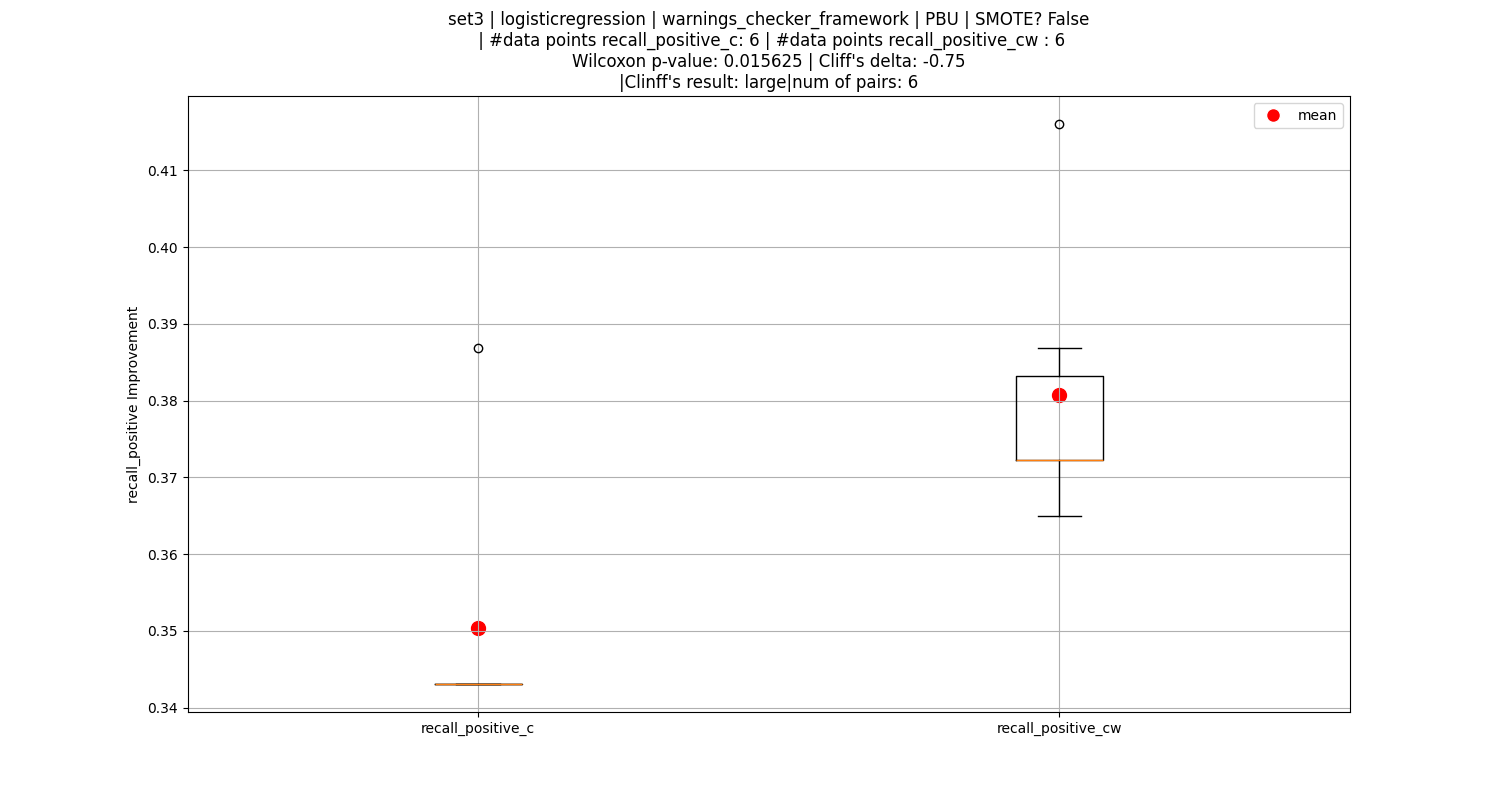 set3 | logisticregression | warnings_checker_framework | PBU | SMOTE? False
| #data points recall_positive_c: 6 | #data points recall_positive_cw : 6
Wilcoxon p-value: 0.015625 | Cliff's delta: -0.75
|Clinff's result: large|num of pairs: 6
mean
recall_positive Improvement
0.41
0.40
0.39
0.38
0.37
0.36
0.35
0.34
recall_positive_c
recall_positive_cw